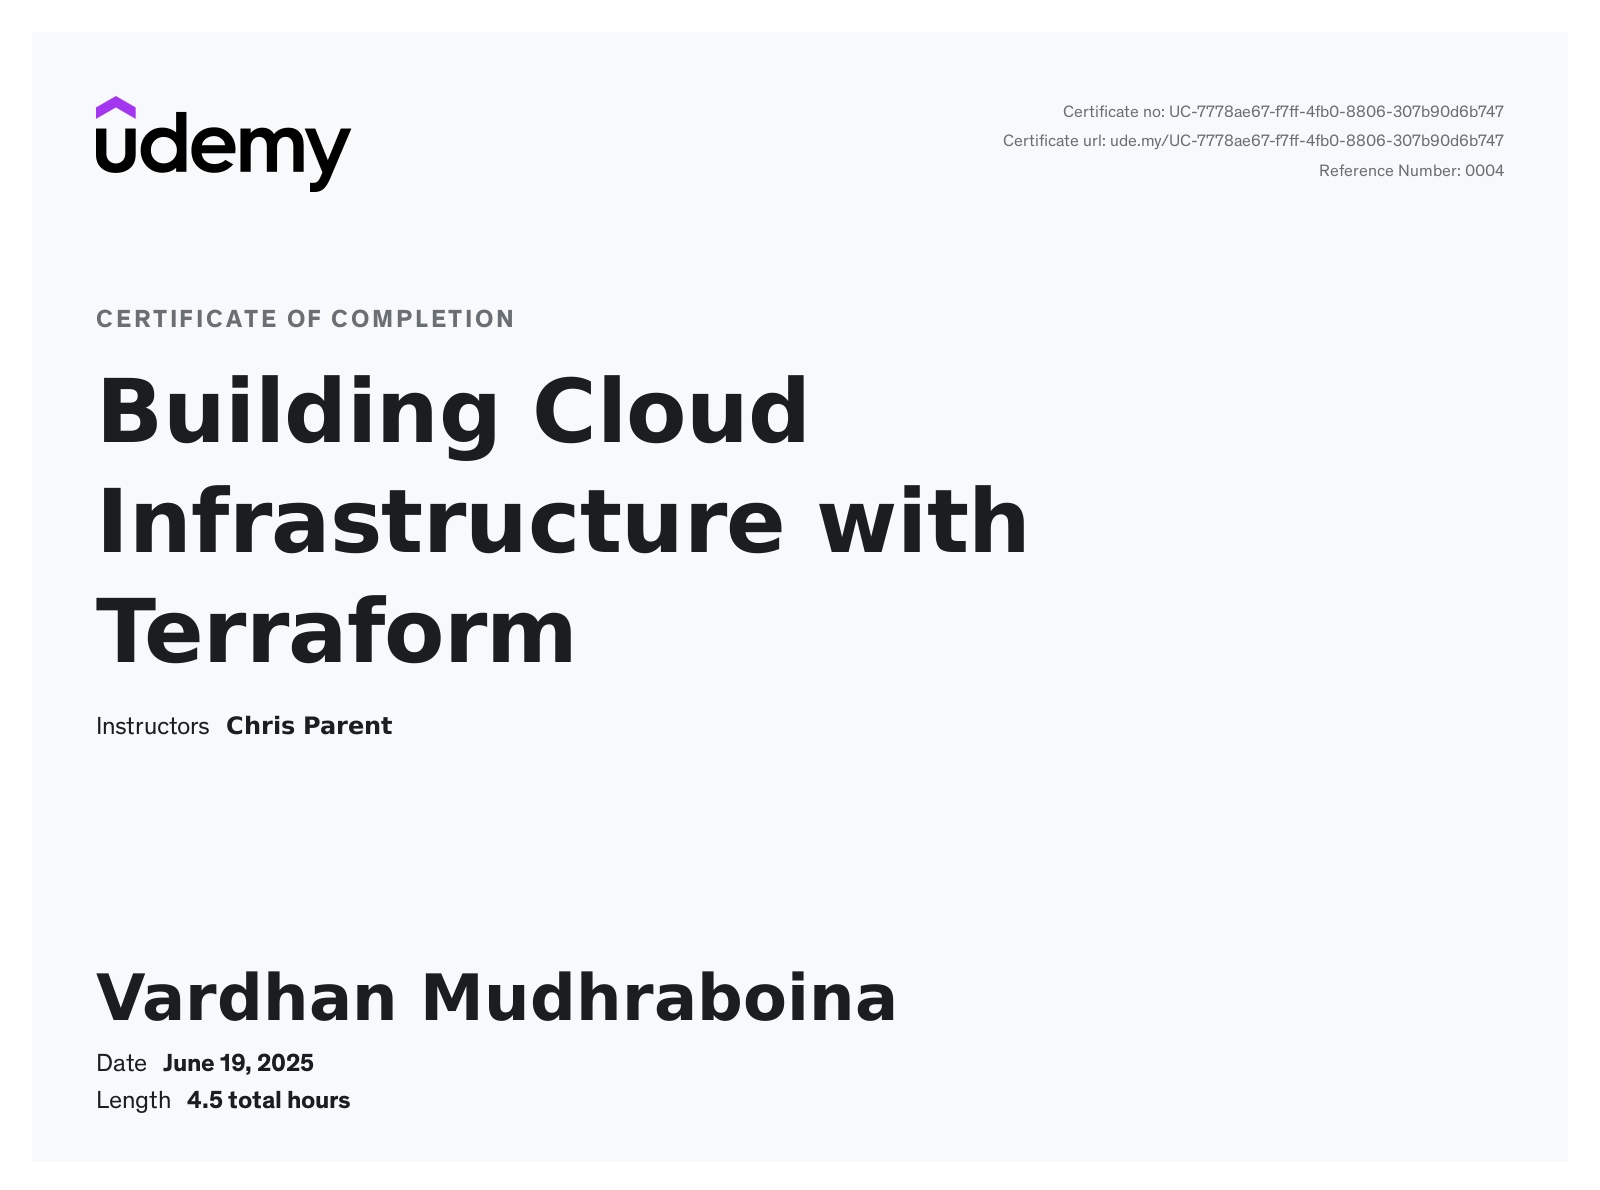 udemy
Certificate no: UC-7778ae67-f7ff-4fb0-8806-307b90d6b747
Certificate url: ude.my/UC-7778ae67-f7ff-4fb0-8806-307b90d6b747
Reference Number: 0004
CERTIFICATE OF COMPLETION
Building Cloud
Infrastructure with
Terraform
Instructors Chris Parent
Vardhan Mudhraboina
Date June 19, 2025
Length 4.5 total hours